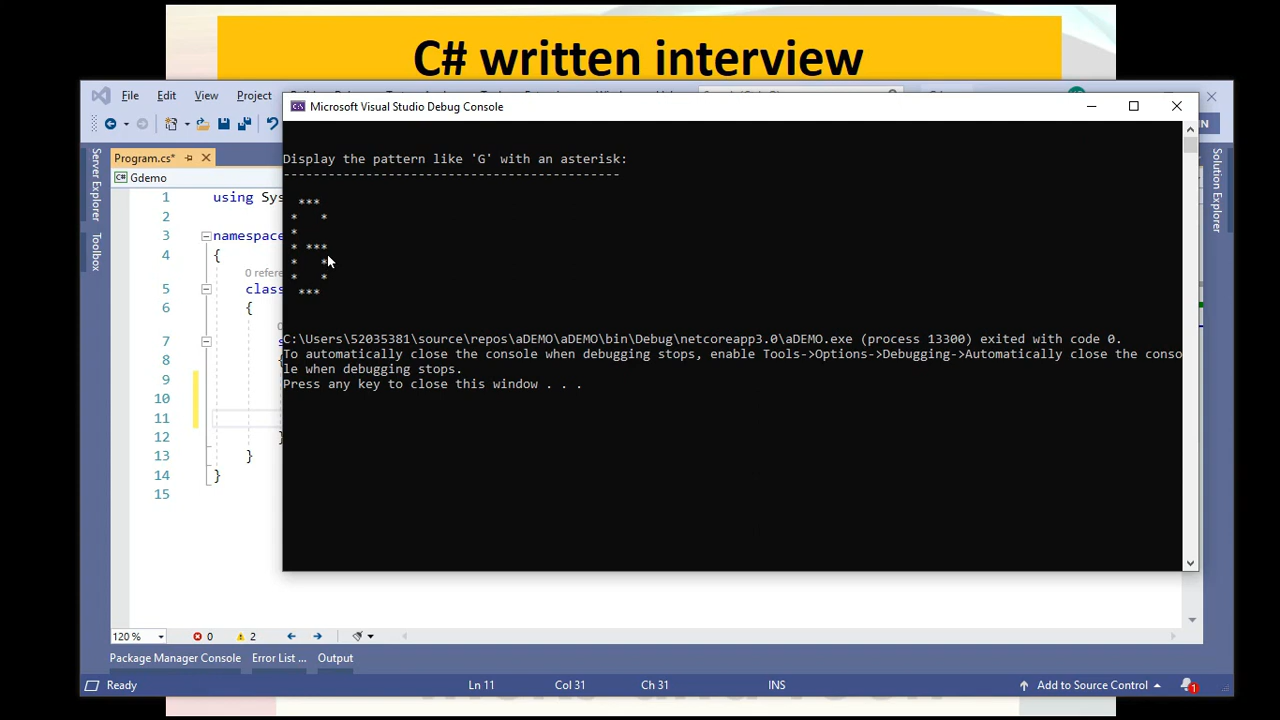 C# written interview
File Edit View Project
Microsoft Visual Studio Debug Console
Program.cs*
Gdemo
Server Explorer
Toolbox
Solution Explorer
1 using Sys
2
3 namespace
4 {
0 refere
5 class
6 {
7
8
9
10
11
12 }
13 }
14 }
15
Display the pattern like 'G' with an asterisk:
---------------------------------------------
  ***
 *   *
 *
 * ***
 *   *
 *   *
  ***
C:\Users\52035381\source\repos\aDEMO\aDEMO\bin\Debug\netcoreapp3.0\aDEMO.exe (process 13300) exited with code 0.
To automatically close the console when debugging stops, enable Tools->Options->Debugging->Automatically close the conso
le when debugging stops.
Press any key to close this window . . .
120 % 0 2
Package Manager Console Error List ... Output
Ready Ln 11 Col 31 Ch 31 INS Add to Source Control 1